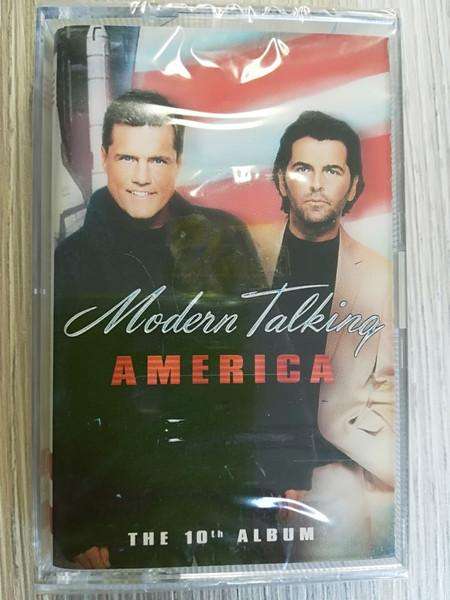 Modern Talking
AMERICA
THE 10th ALBUM